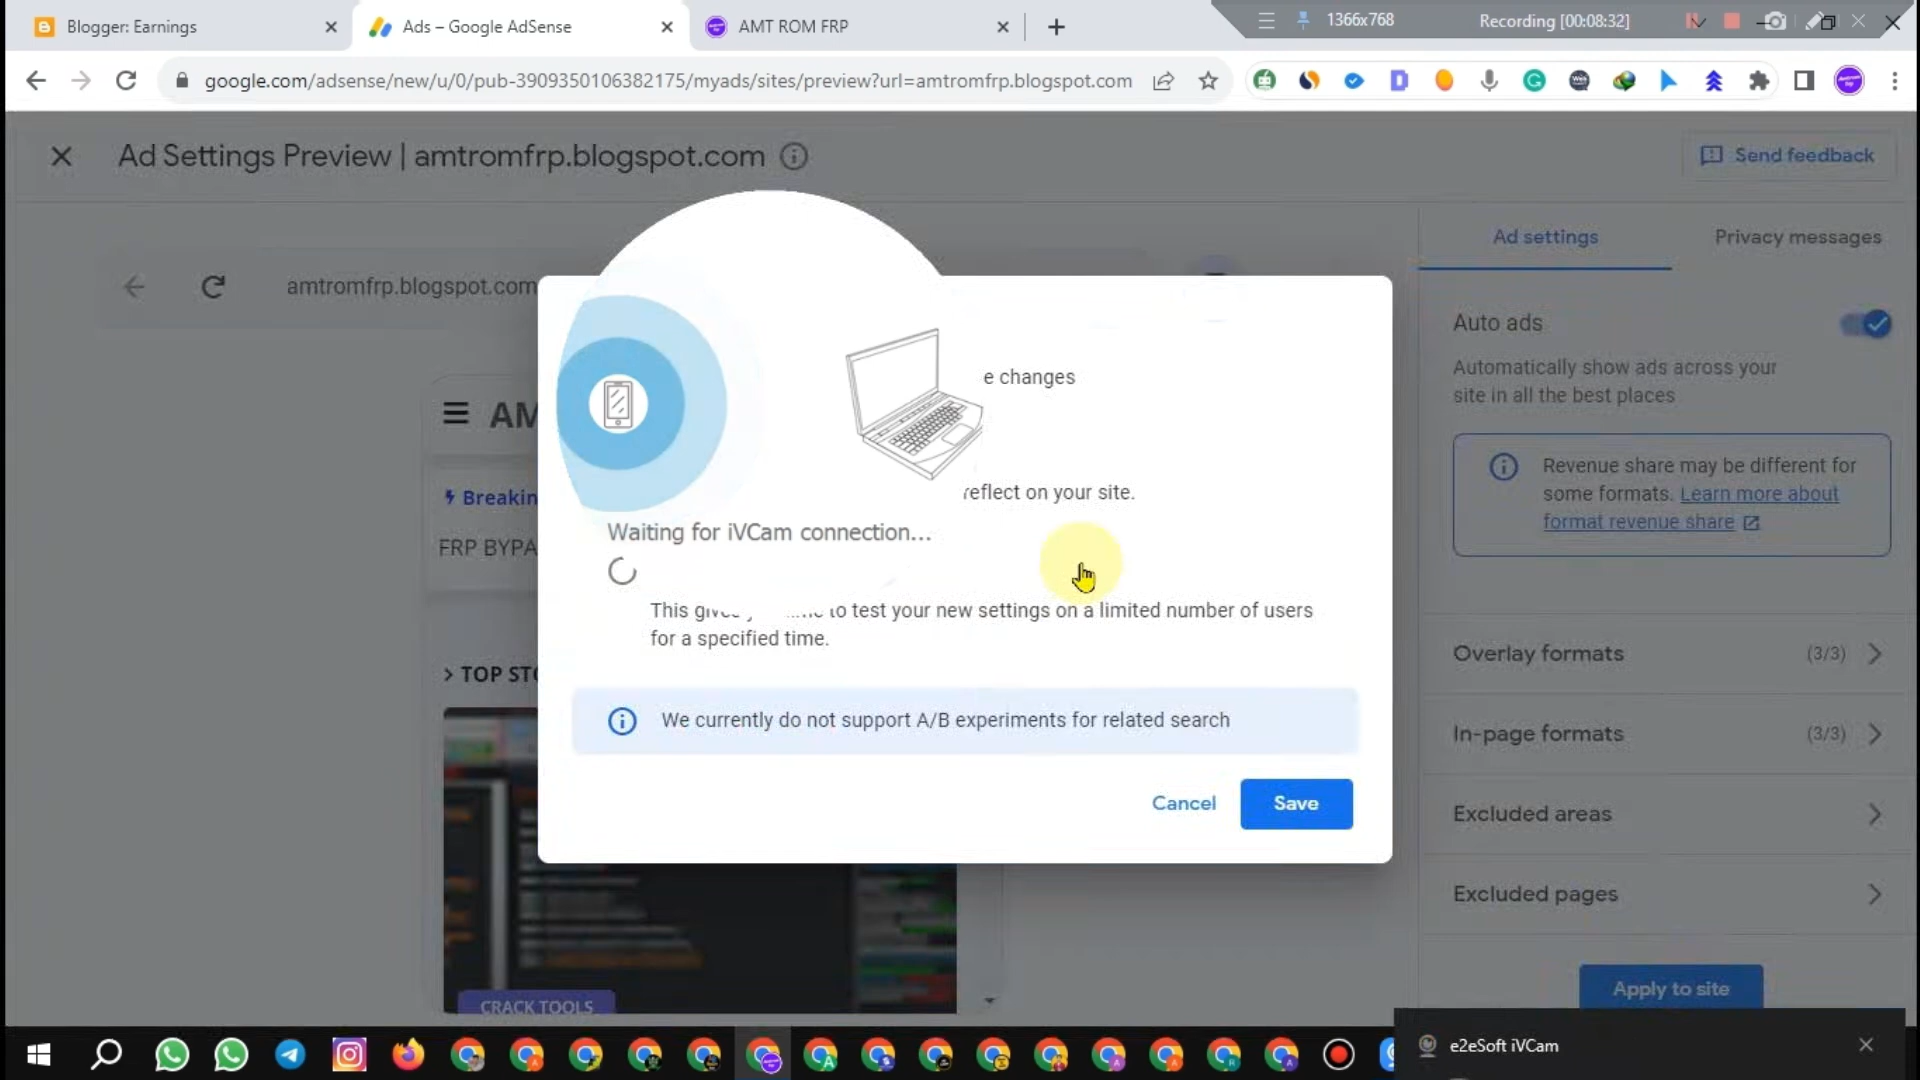 Blogger: Earnings
Ads – Google AdSense
AMT ROM FRP
1366x768
Recording [00:08:32]
google.com/adsense/new/u/0/pub-3909350106382175/myads/sites/preview?url=amtromfrp.blogspot.com
Ad Settings Preview | amtromfrp.blogspot.com
Send feedback
amtromfrp.blogspot.com
AM
Breakin
FRP BYPA
> TOP STO
CRACK TOOLS
e changes
reflect on your site.
Waiting for iVCam connection...
This to test your new settings on a limited number of users
for a specified time.
We currently do not support A/B experiments for related search
Cancel
Save
Ad settings
Privacy messages
Auto ads
Automatically show ads across your
site in all the best places
Revenue share may be different for
some formats. Learn more about
format revenue share
Overlay formats (3/3)
In-page formats (3/3)
Excluded areas
Excluded pages
Apply to site
e2eSoft iVCam